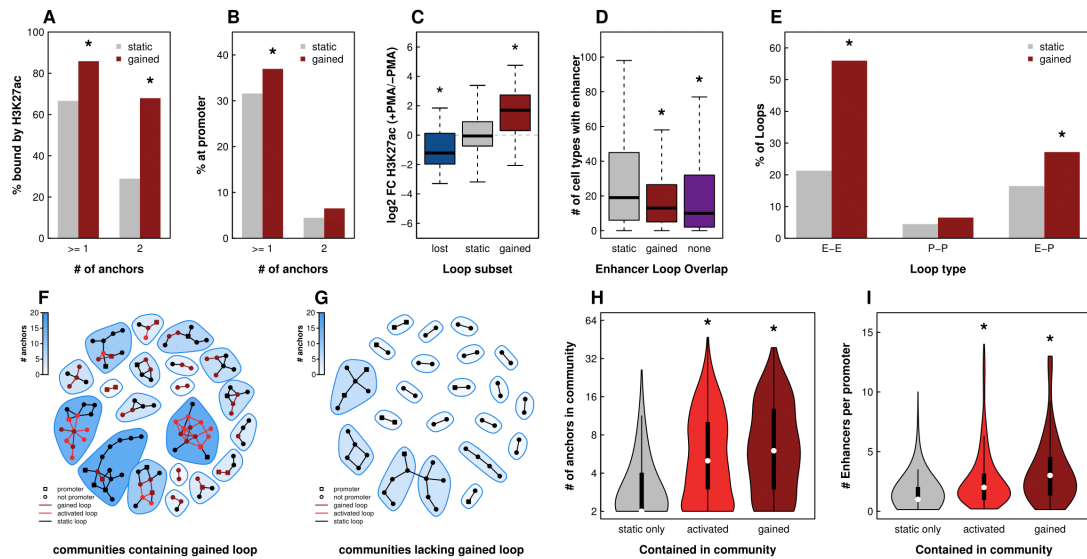 A
% bound by H3K27ac
100
80
60
40
20
0
*
*
static
gained
>= 1
2
# of anchors
B
% at promoter
40
30
20
10
0
*
static
gained
>= 1
2
# of anchors
C
log2 FC H3K27ac (+PMA/−PMA)
6
4
2
0
−2
−4
−6
*
*
lost
static
gained
Loop subset
D
# of cell types with enhancer
100
80
60
40
20
0
*
*
static
gained
none
Enhancer Loop Overlap
E
% of Loops
60
50
40
30
20
10
0
*
*
static
gained
E−E
P−P
E−P
Loop type
F
# anchors
20
15
10
5
0
promoter
not promoter
gained loop
activated loop
static loop
communities containing gained loop
G
# anchors
20
15
10
5
0
promoter
not promoter
gained loop
activated loop
static loop
communities lacking gained loop
H
# of anchors in community
64
32
16
8
4
2
*
*
static only
activated
gained
Contained in community
I
# Enhancers per promoter
15
10
5
0
*
*
static only
activated
gained
Contained in community